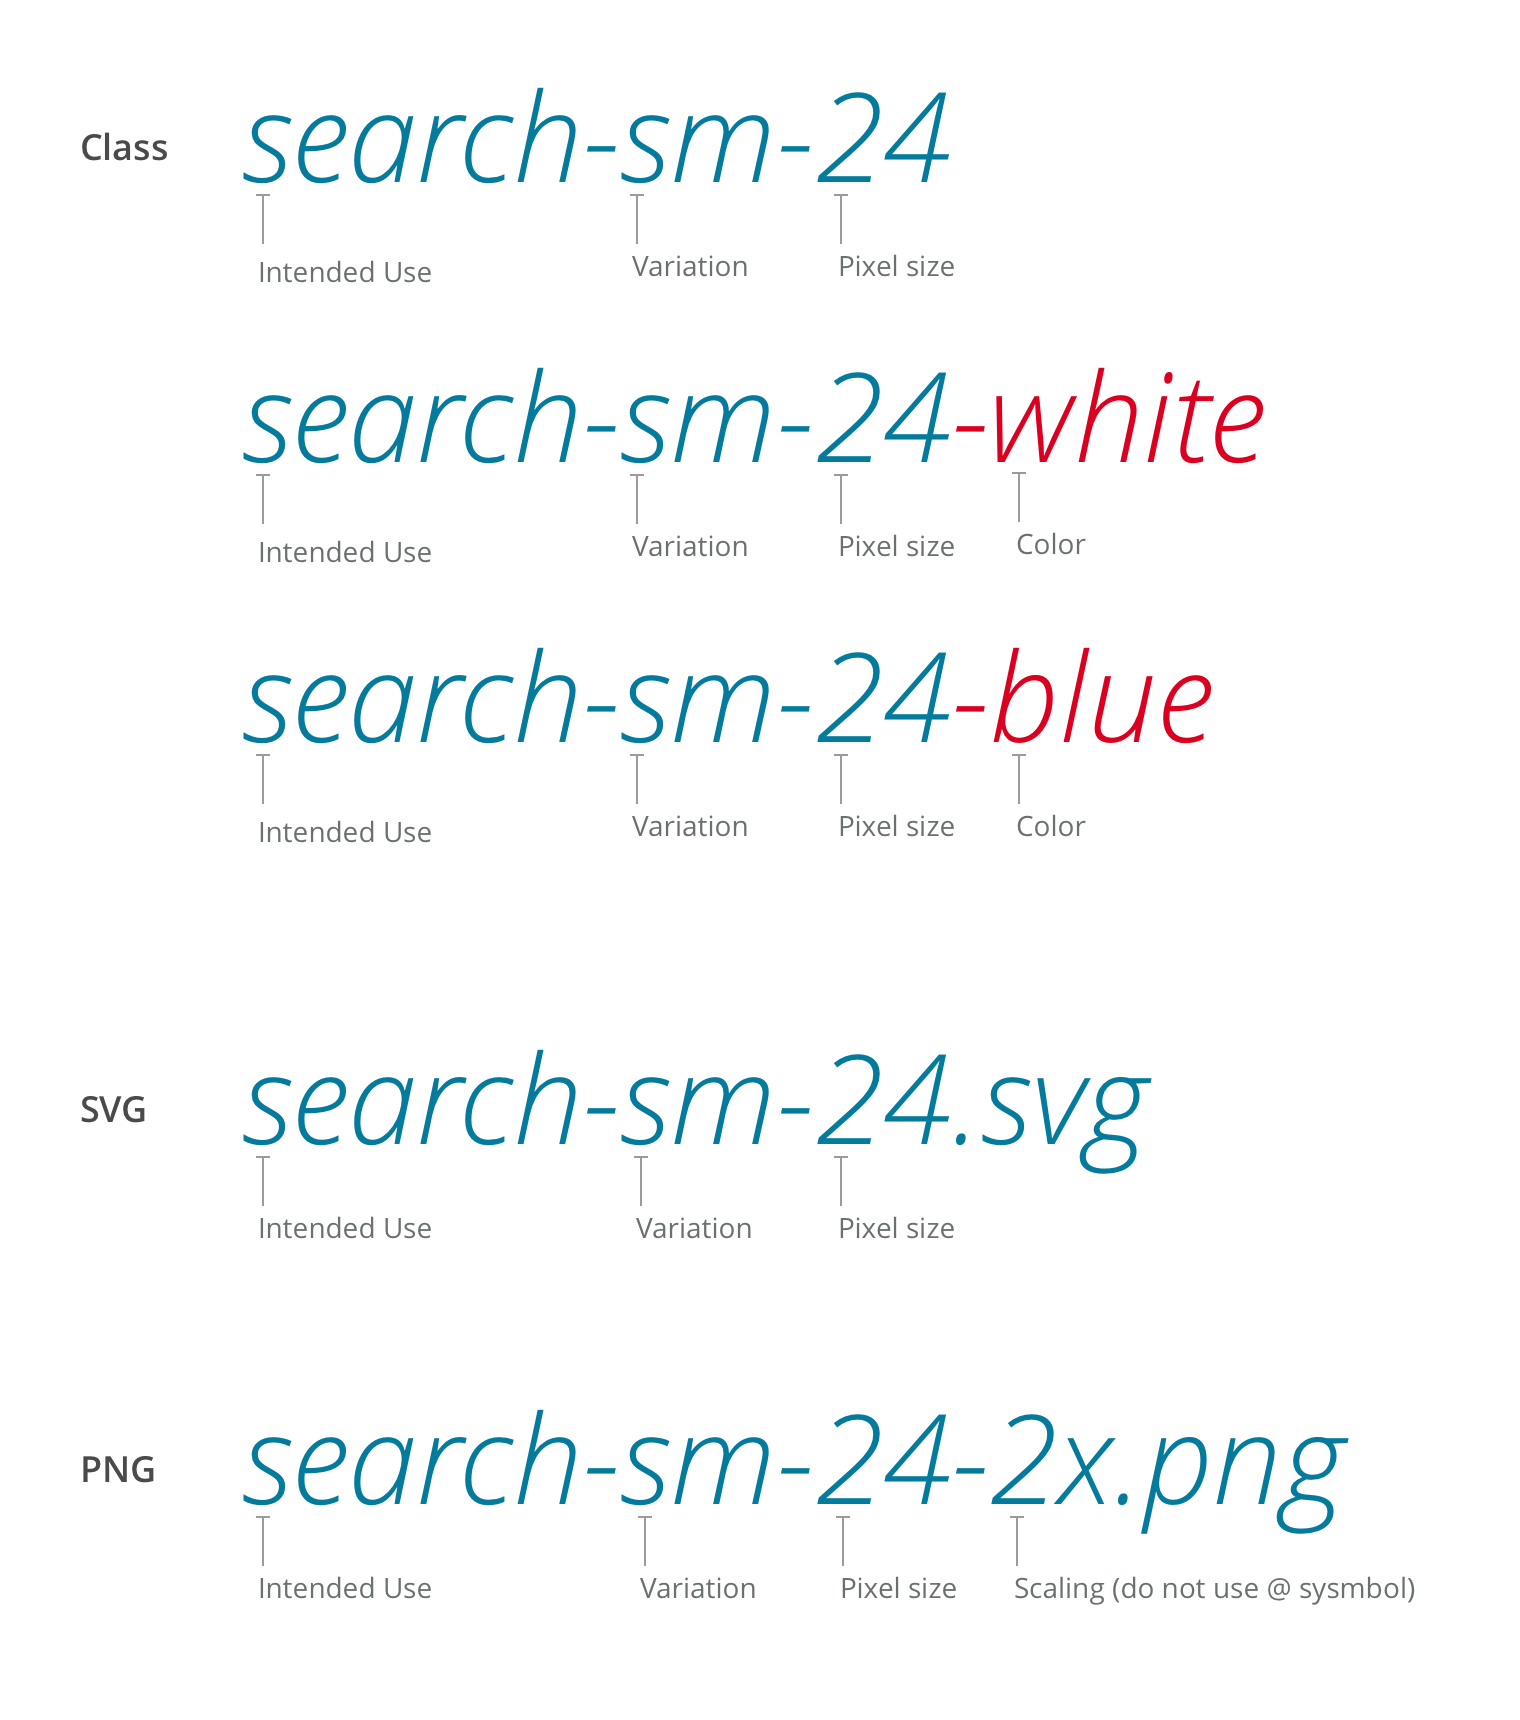 Class search-sm-24
Intended Use Variation Pixel size
search-sm-24-white
Intended Use Variation Pixel size Color
search-sm-24-blue
Intended Use Variation Pixel size Color
SVG search-sm-24.svg
Intended Use Variation Pixel size
PNG search-sm-24-2x.png
Intended Use Variation Pixel size Scaling (do not use @ sysmbol)